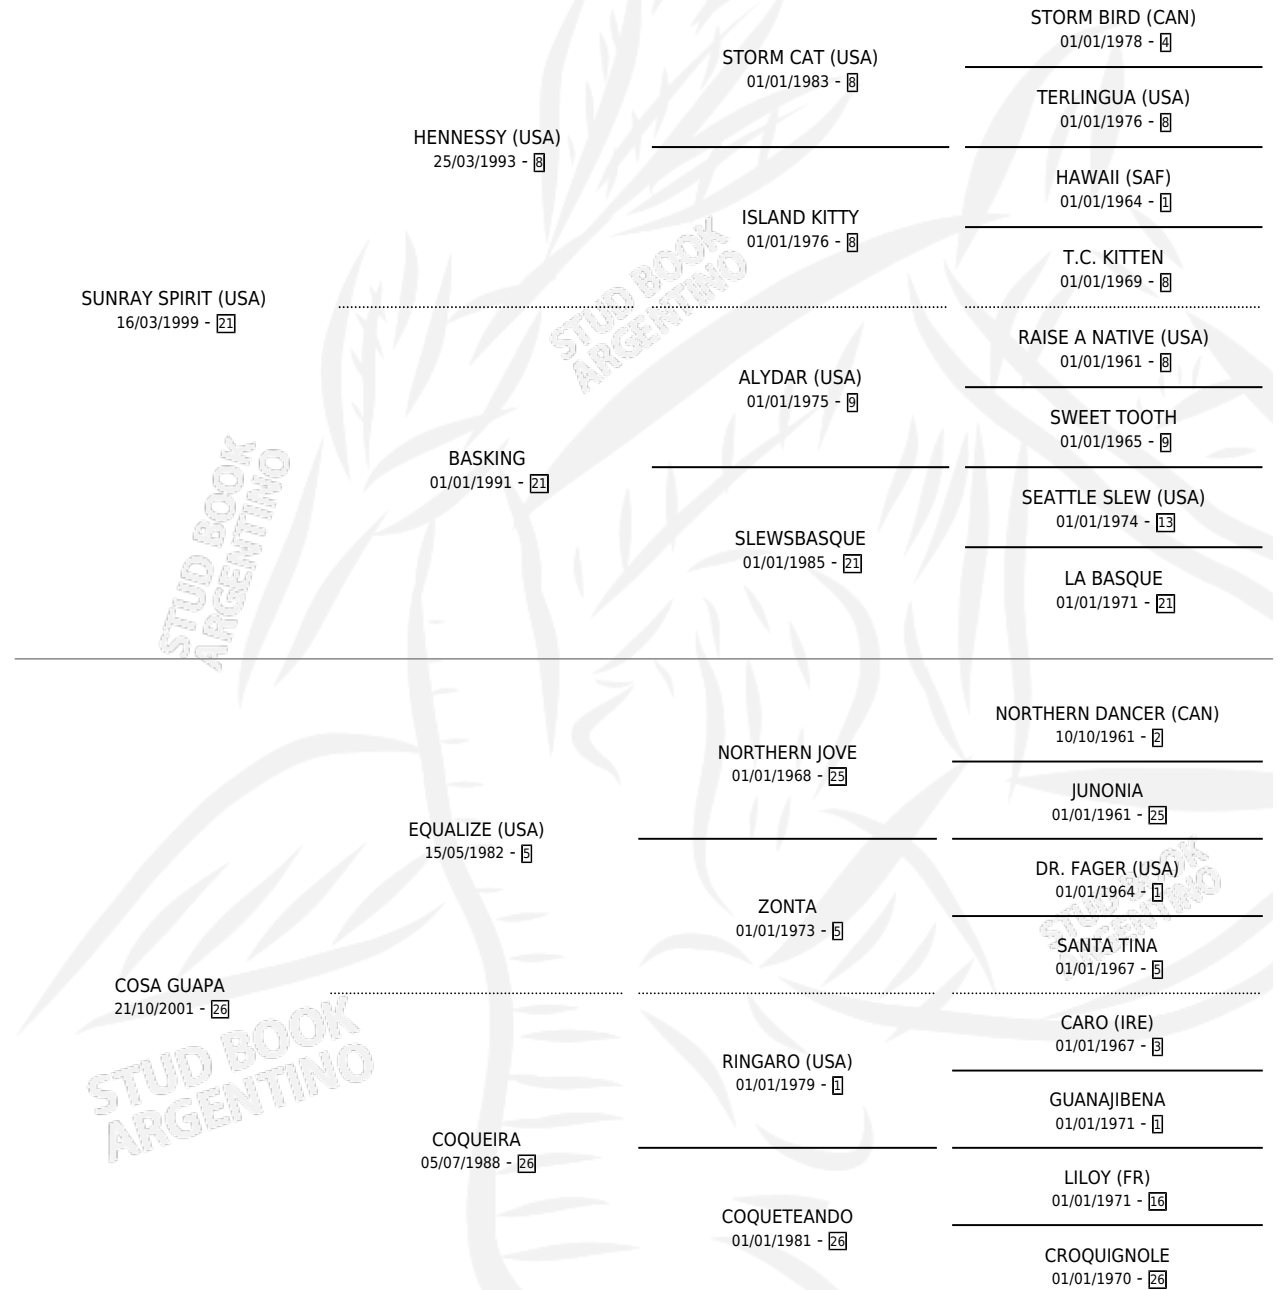 STORM BIRD (CAN)
01/01/1978 - 4
STORM CAT (USA)
01/01/1983 - 8
TERLINGUA (USA)
01/01/1976 - 8
HENNESSY (USA)
25/03/1993 - 8
HAWAII (SAF)
01/01/1964 - 1
ISLAND KITTY
01/01/1976 - 8
T.C. KITTEN
01/01/1969 - 8
SUNRAY SPIRIT (USA)
16/03/1999 - 21
RAISE A NATIVE (USA)
01/01/1961 - 8
ALYDAR (USA)
01/01/1975 - 9
SWEET TOOTH
01/01/1965 - 9
BASKING
01/01/1991 - 21
SEATTLE SLEW (USA)
01/01/1974 - 13
SLEWSBASQUE
01/01/1985 - 21
LA BASQUE
01/01/1971 - 21
NORTHERN DANCER (CAN)
10/10/1961 - 2
NORTHERN JOVE
01/01/1968 - 25
JUNONIA
01/01/1961 - 25
EQUALIZE (USA)
15/05/1982 - 5
DR. FAGER (USA)
01/01/1964 - 1
ZONTA
01/01/1973 - 5
SANTA TINA
01/01/1967 - 5
COSA GUAPA
21/10/2001 - 26
CARO (IRE)
01/01/1967 - 3
RINGARO (USA)
01/01/1979 - 1
GUANAJIBENA
01/01/1971 - 1
COQUEIRA
05/07/1988 - 26
LILOY (FR)
01/01/1971 - 16
COQUETEANDO
01/01/1981 - 26
CROQUIGNOLE
01/01/1970 - 26
STUD BOOK
ARGENTINO
STUD BOOK
ARGENTINO
STUD BOOK
ARGENTINO
STUD BOOK
ARGENTINO